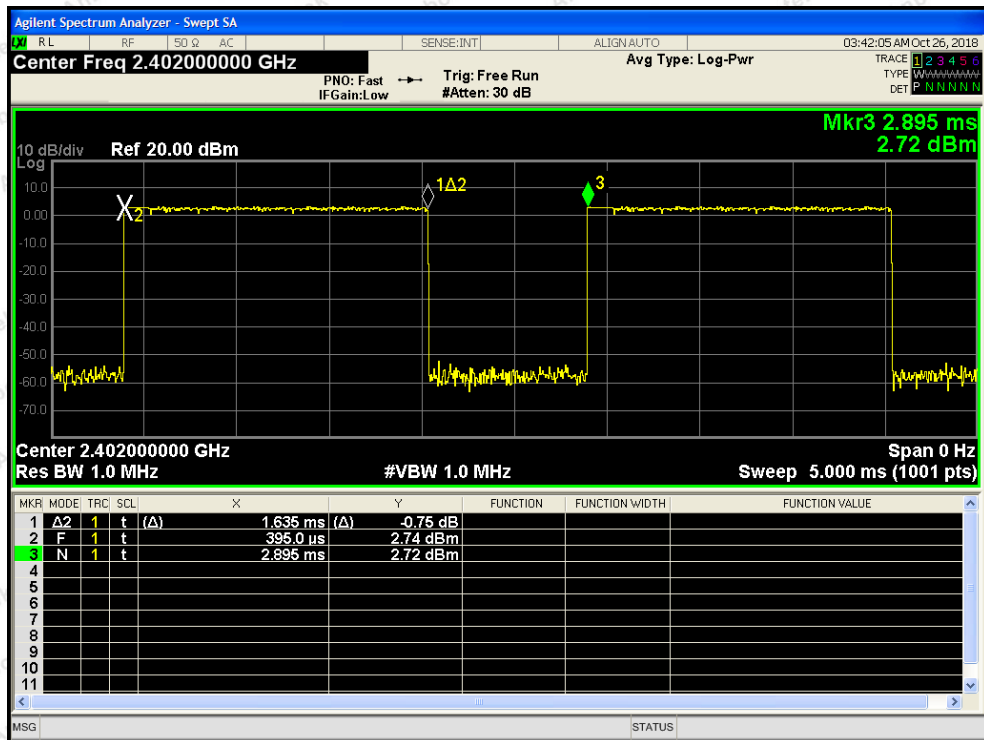 Agilent Spectrum Analyzer - Swept SA
LXI RL RF 50 Ω AC SENSE:INT ALIGNAUTO 03:42:05 AM Oct 26, 2018
Center Freq 2.402000000 GHz Avg Type: Log-Pwr TRACE 1 2 3 4 5 6
PNO: Fast Trig: Free Run TYPE WWWWWW
IFGain:Low #Atten: 30 dB DET P N N N N N
Mkr3 2.895 ms
10 dB/div Ref 20.00 dBm 2.72 dBm
Log
10.0 1Δ2 3
0.00 X 2
-10.0
-20.0
-30.0
-40.0
-50.0
-60.0
-70.0
Center 2.402000000 GHz Span 0 Hz
Res BW 1.0 MHz #VBW 1.0 MHz Sweep 5.000 ms (1001 pts)
MKR MODE TRC SCL X Y FUNCTION FUNCTION WIDTH FUNCTION VALUE
1 Δ2 1 t (Δ) 1.635 ms (Δ) -0.75 dB
2 F 1 t 395.0 µs 2.74 dBm
3 N 1 t 2.895 ms 2.72 dBm
4
5
6
7
8
9
10
11
MSG STATUS